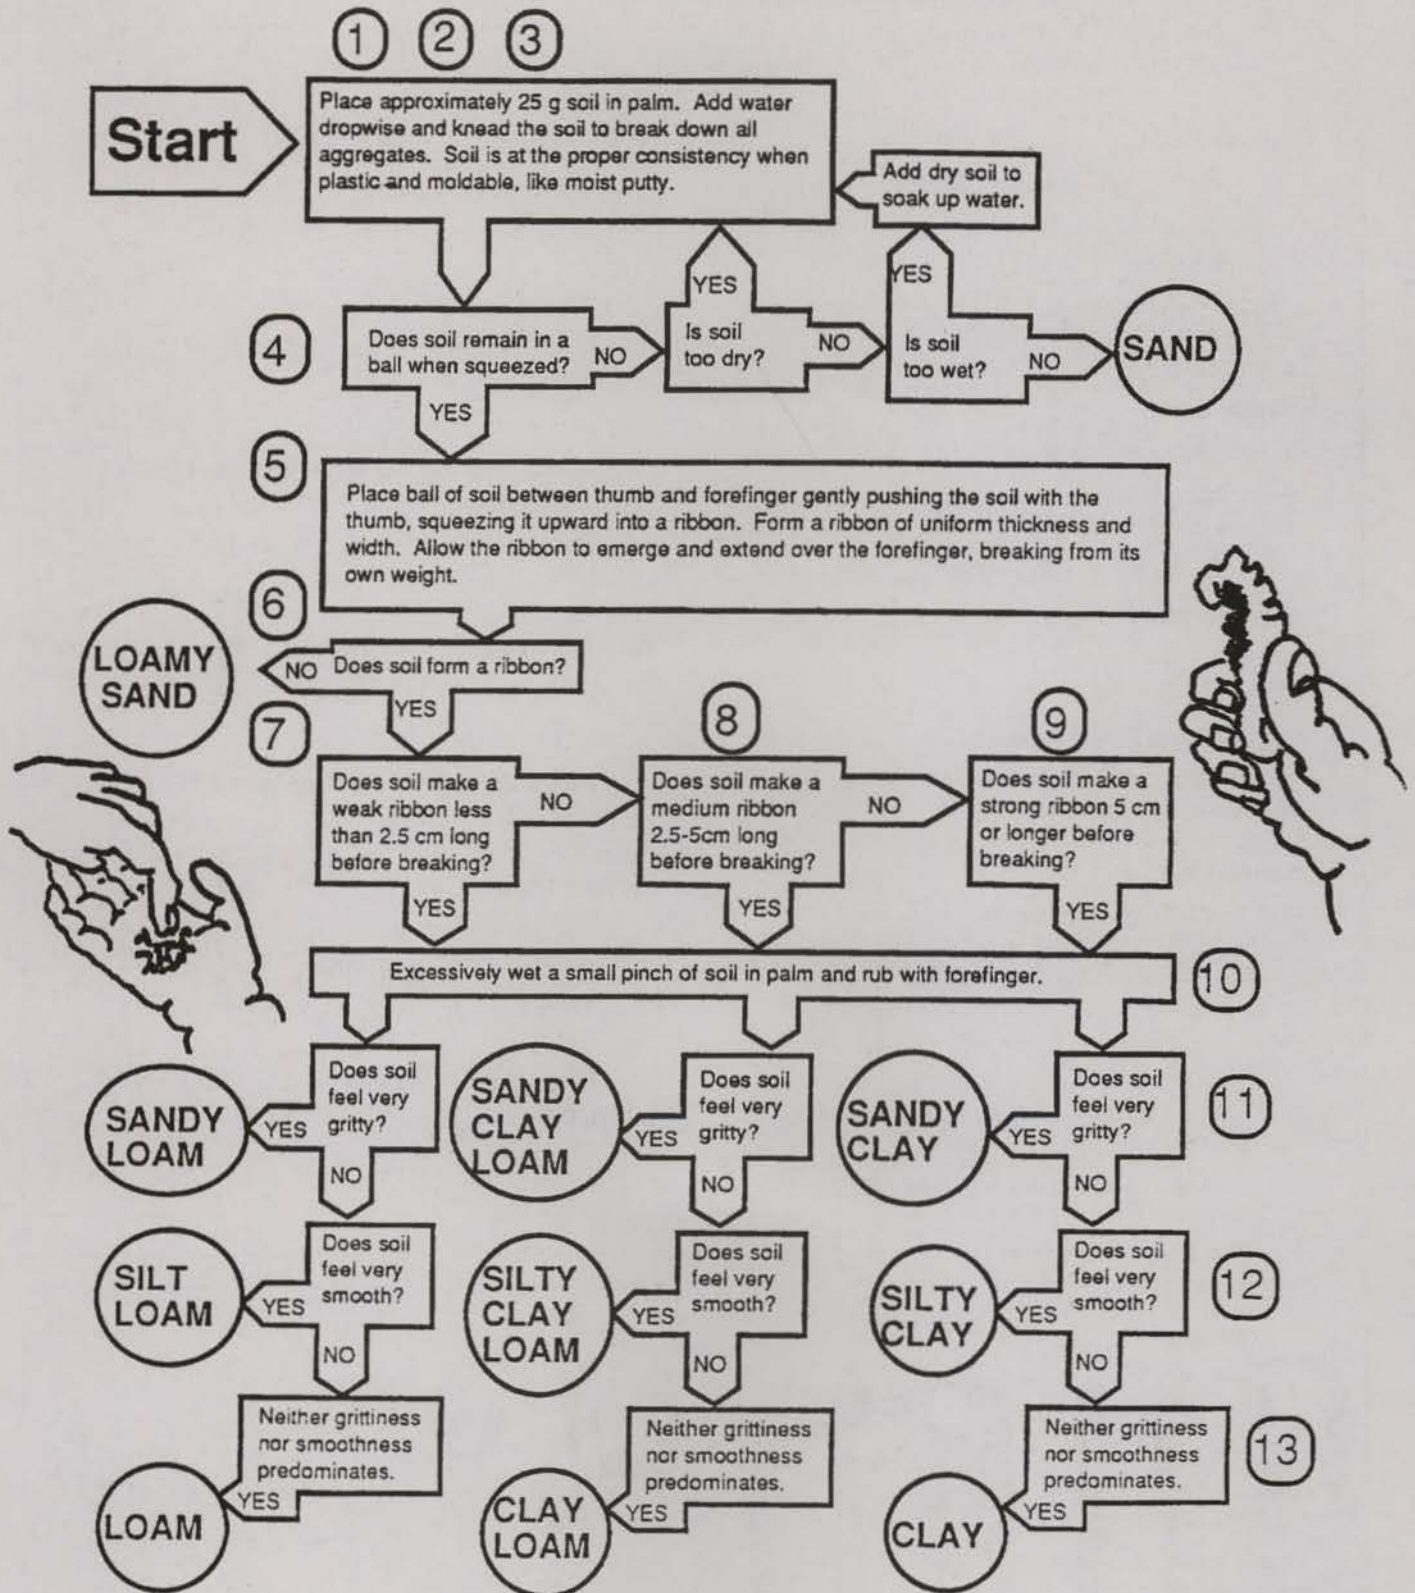 1 2 3
Start
Place approximately 25 g soil in palm. Add water
dropwise and knead the soil to break down all
aggregates. Soil is at the proper consistency when
plastic and moldable, like moist putty.
Add dry soil to
soak up water.
4
Does soil remain in a
ball when squeezed?
NO
YES
Is soil
too dry?
YES
NO
Is soil
too wet?
YES
NO
SAND
5
Place ball of soil between thumb and forefinger gently pushing the soil with the
thumb, squeezing it upward into a ribbon. Form a ribbon of uniform thickness and
width. Allow the ribbon to emerge and extend over the forefinger, breaking from its
own weight.
6
LOAMY
SAND
NO
Does soil form a ribbon?
YES
7
Does soil make a
weak ribbon less
than 2.5 cm long
before breaking?
NO
YES
8
Does soil make a
medium ribbon
2.5-5cm long
before breaking?
NO
YES
9
Does soil make a
strong ribbon 5 cm
or longer before
breaking?
YES
Excessively wet a small pinch of soil in palm and rub with forefinger.
10
SANDY
LOAM
YES
Does soil
feel very
gritty?
NO
SANDY
CLAY
LOAM
YES
Does soil
feel very
gritty?
NO
SANDY
CLAY
YES
Does soil
feel very
gritty?
NO
11
SILT
LOAM
YES
Does soil
feel very
smooth?
NO
SILTY
CLAY
LOAM
YES
Does soil
feel very
smooth?
NO
SILTY
CLAY
YES
Does soil
feel very
smooth?
NO
12
Neither grittiness
nor smoothness
predominates.
YES
LOAM
Neither grittiness
nor smoothness
predominates.
YES
CLAY
LOAM
Neither grittiness
nor smoothness
predominates.
YES
CLAY
13